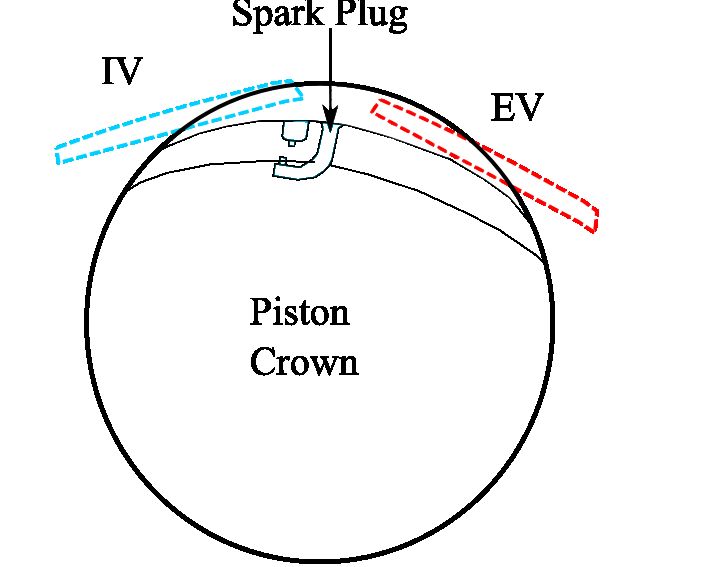 Spark Plug
IV
EV
Piston
Crown